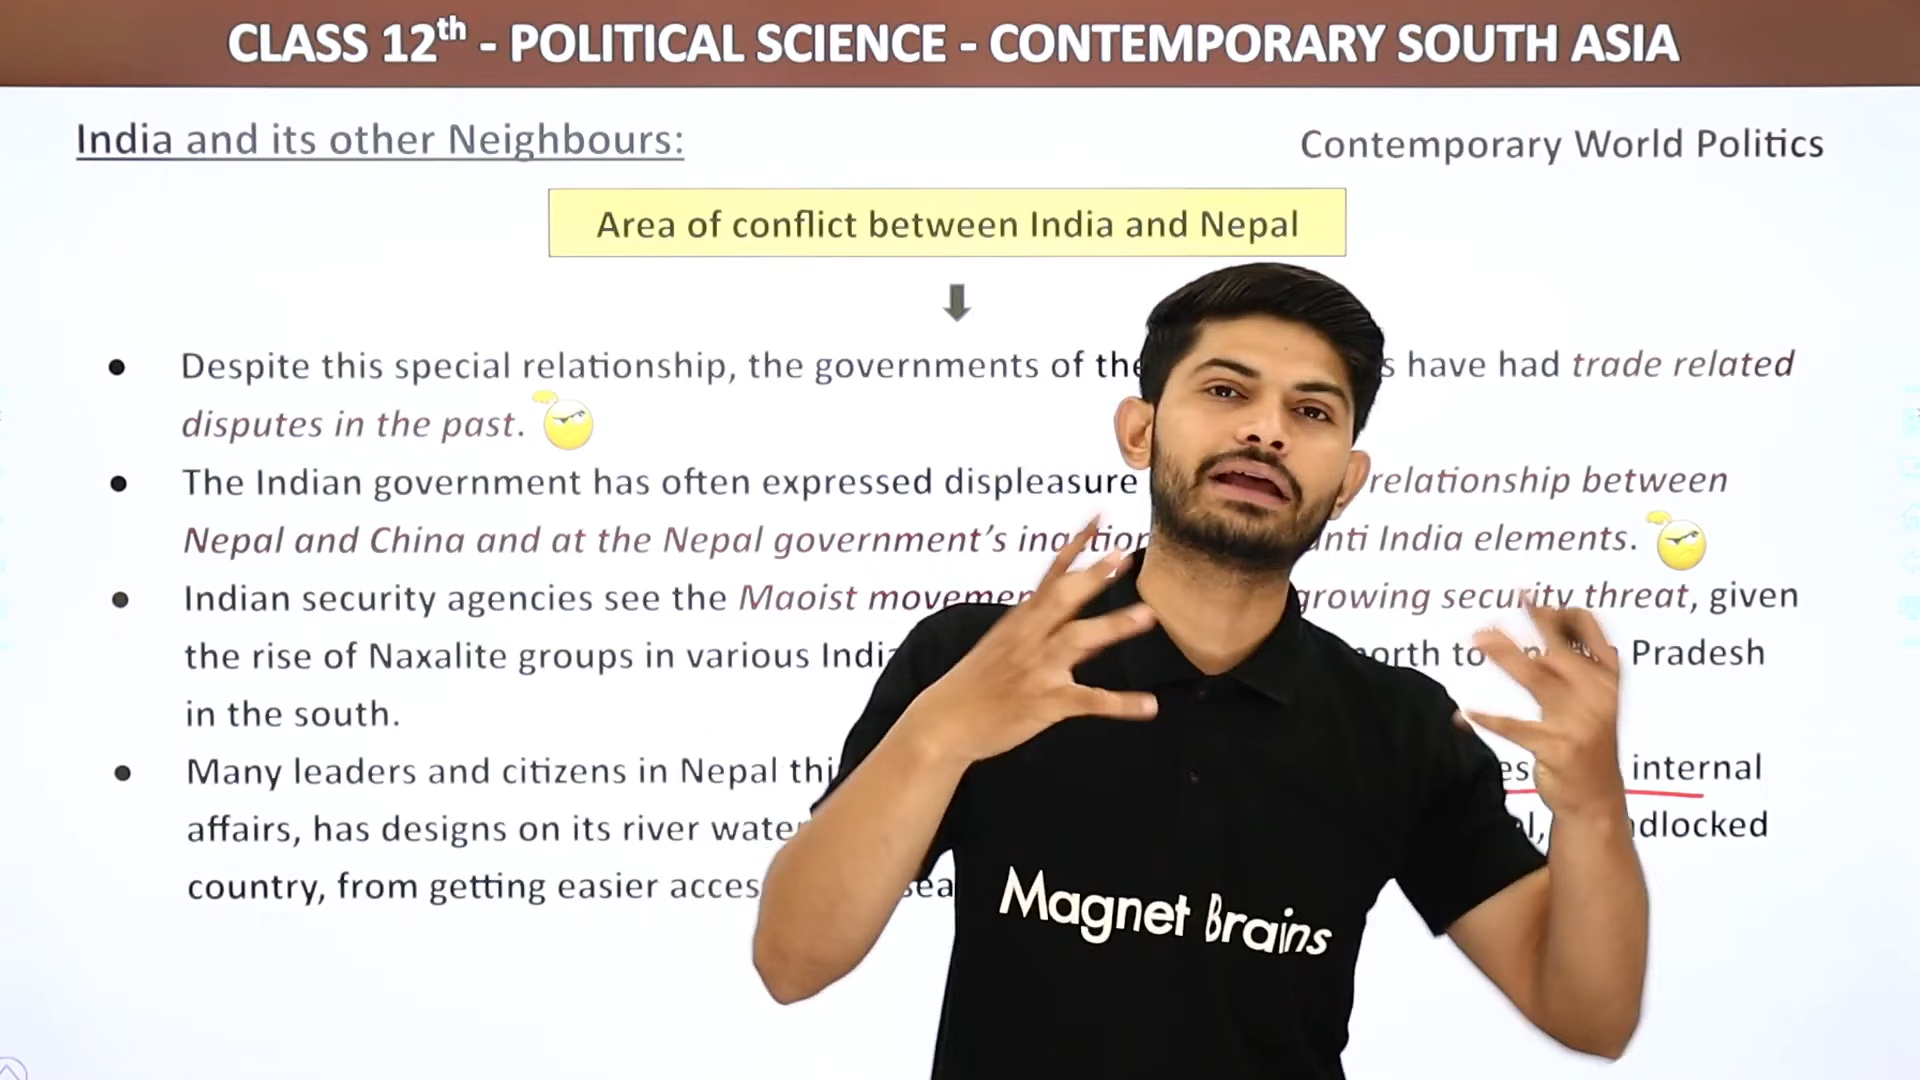 CLASS 12th - POLITICAL SCIENCE - CONTEMPORARY SOUTH ASIA
India and its other Neighbours:
Contemporary World Politics
Area of conflict between India and Nepal
● Despite this special relationship, the governments of the have had trade related
disputes in the past.
● The Indian government has often expressed displeasure relationship between
Nepal and China and at the Nepal government's India elements.
● Indian security agencies see the Maoist growing security threat, given
the rise of Naxalite groups in various to Pradesh
in the south.
● Many leaders and citizens in Nepal internal
affairs, has designs on its river
country, from getting easier
Magnet Brains